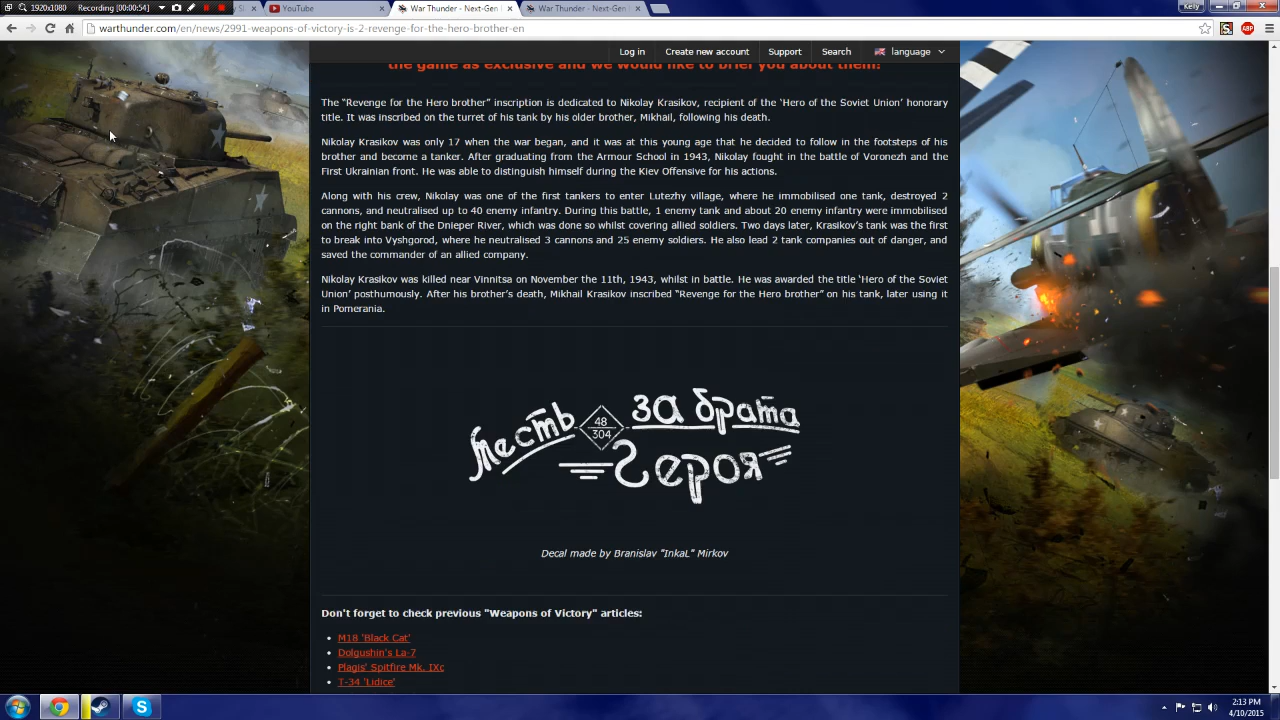 1920x1080 Recording [00:00:54]
YouTube
War Thunder - Next-Gen
War Thunder - Next-Gen
Kelly
warthunder.com/en/news/2991-weapons-of-victory-is-2-revenge-for-the-hero-brother-en
ABP
Log in Create new account Support Search language
the game as exclusive and we would like to brief you about them!
The “Revenge for the Hero brother” inscription is dedicated to Nikolay Krasikov, recipient of the ‘Hero of the Soviet Union’ honorary
title. It was inscribed on the turret of his tank by his older brother, Mikhail, following his death.
Nikolay Krasikov was only 17 when the war began, and it was at this young age that he decided to follow in the footsteps of his
brother and become a tanker. After graduating from the Armour School in 1943, Nikolay fought in the battle of Voronezh and the
First Ukrainian front. He was able to distinguish himself during the Kiev Offensive for his actions.
Along with his crew, Nikolay was one of the first tankers to enter Lutezhy village, where he immobilised one tank, destroyed 2
cannons, and neutralised up to 40 enemy infantry. During this battle, 1 enemy tank and about 20 enemy infantry were immobilised
on the right bank of the Dnieper River, which was done so whilst covering allied soldiers. Two days later, Krasikov’s tank was the first
to break into Vyshgorod, where he neutralised 3 cannons and 25 enemy soldiers. He also lead 2 tank companies out of danger, and
saved the commander of an allied company.
Nikolay Krasikov was killed near Vinnitsa on November the 11th, 1943, whilst in battle. He was awarded the title ‘Hero of the Soviet
Union’ posthumously. After his brother’s death, Mikhail Krasikov inscribed “Revenge for the Hero brother” on his tank, later using it
in Pomerania.
Месть 48 304 за брата
Героя
Decal made by Branislav "InkaL" Mirkov
Don't forget to check previous "Weapons of Victory" articles:
M18 'Black Cat'
Dolgushin's La-7
Plagis' Spitfire Mk. IXc
T-34 'Lidice'
2:13 PM
4/10/2015